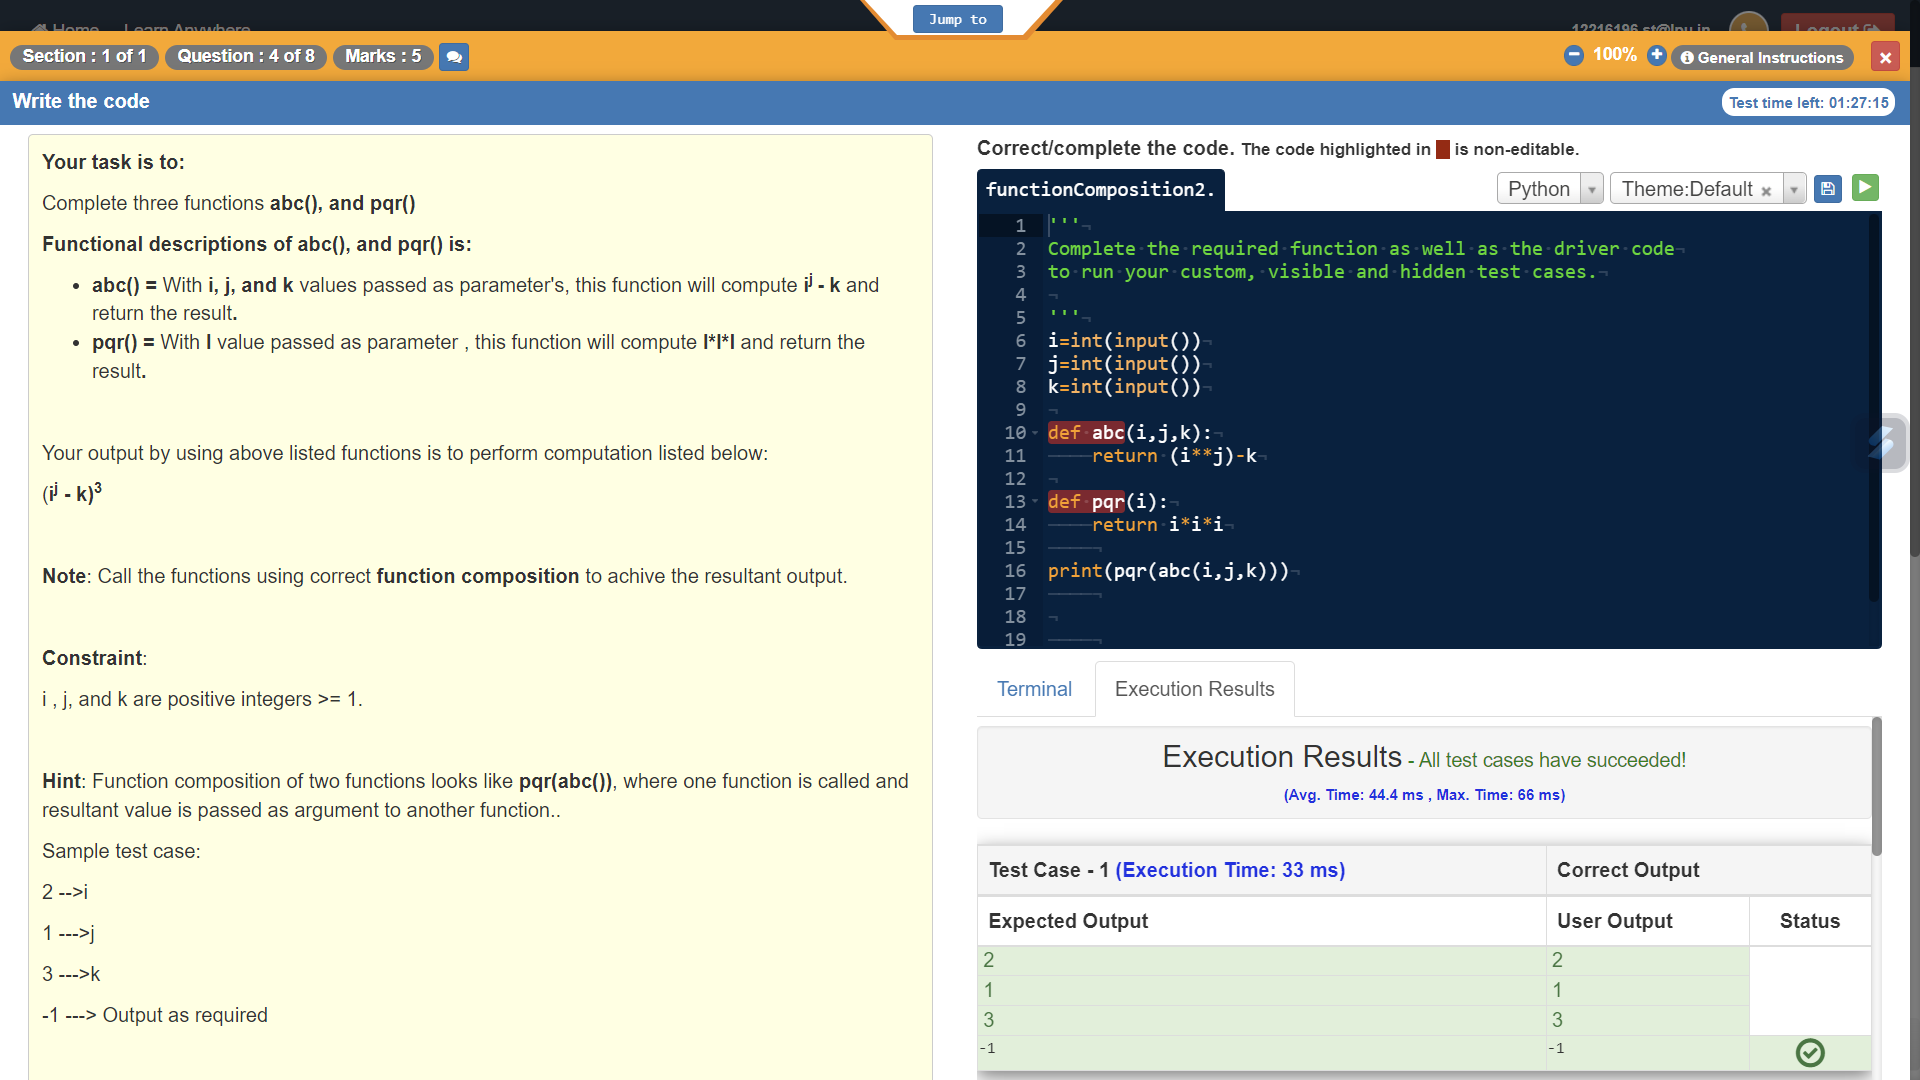 Home Learn Anywhere
Jump to
12216196.st@lpu.in
Logout
Section : 1 of 1
Question : 4 of 8
Marks : 5
100%
General Instructions
Write the code
Test time left: 01:27:15
Your task is to:
Complete three functions abc(), and pqr()
Functional descriptions of abc(), and pqr() is:
abc() = With i, j, and k values passed as parameter's, this function will compute i^j - k and
return the result.
pqr() = With l value passed as parameter , this function will compute l*l*l and return the
result.
Your output by using above listed functions is to perform computation listed below:
(i^j - k)^3
Note: Call the functions using correct function composition to achive the resultant output.
Constraint:
i , j, and k are positive integers >= 1.
Hint: Function composition of two functions looks like pqr(abc()), where one function is called and
resultant value is passed as argument to another function..
Sample test case:
2 -->i
1 --->j
3 --->k
-1 ---> Output as required
Correct/complete the code. The code highlighted in is non-editable.
functionComposition2.
Python
Theme:Default ×
1 '''
2 Complete the required function as well as the driver code
3 to run your custom, visible and hidden test cases.
4
5 '''
6 i=int(input())
7 j=int(input())
8 k=int(input())
9
10 def abc(i,j,k):
11 return (i**j)-k
12
13 def pqr(i):
14 return i*i*i
15
16 print(pqr(abc(i,j,k)))
17
18
19
Terminal
Execution Results
Execution Results - All test cases have succeeded!
(Avg. Time: 44.4 ms , Max. Time: 66 ms)
Test Case - 1 (Execution Time: 33 ms)
Correct Output
Expected Output
User Output
Status
2 2
1 1
3 3
-1 -1